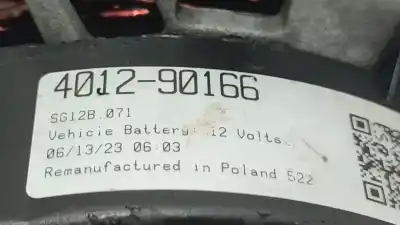 4012-90166
SG12B.071
Vehicle Battery: 12 Volts
06/13/23 06:03
Remanufactured in Poland 522